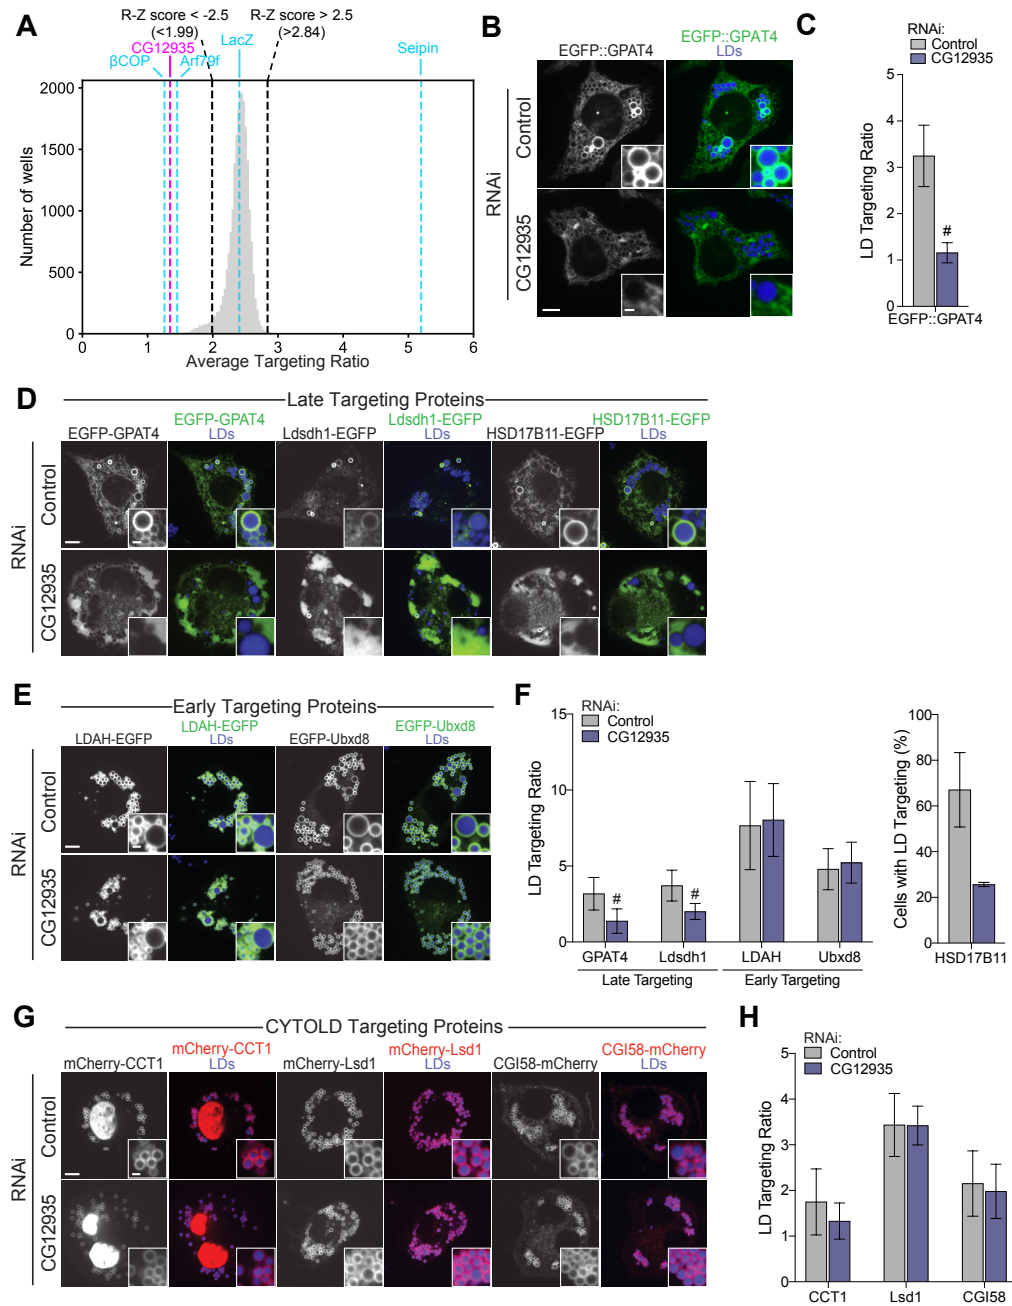 A
R-Z score < -2.5
(<1.99)
R-Z score > 2.5
(>2.84)
CG12935
LacZ
βCOP
Arf79f
Seipin
Number of wells
2000
1500
1000
500
0
0 1 2 3 4 5 6
Average Targeting Ratio
B
EGFP::GPAT4
EGFP::GPAT4
LDs
RNAi
Control
CG12935
C
RNAi:
Control
CG12935
LD Targeting Ratio
5
4
3
2
1
0
#
EGFP::GPAT4
D
Late Targeting Proteins
EGFP-GPAT4
EGFP-GPAT4
LDs
Ldsdh1-EGFP
Ldsdh1-EGFP
LDs
HSD17B11-EGFP
HSD17B11-EGFP
LDs
RNAi
Control
CG12935
E
Early Targeting Proteins
LDAH-EGFP
LDAH-EGFP
LDs
EGFP-Ubxd8
EGFP-Ubxd8
LDs
RNAi
Control
CG12935
F
RNAi:
Control
CG12935
LD Targeting Ratio
15
10
5
0
# #
GPAT4 Ldsdh1 LDAH Ubxd8
Late Targeting Early Targeting
Cells with LD Targeting (%)
100
80
60
40
20
0
HSD17B11
G
CYTOLD Targeting Proteins
mCherry-CCT1
mCherry-CCT1
LDs
mCherry-Lsd1
mCherry-Lsd1
LDs
CGI58-mCherry
CGI58-mCherry
LDs
RNAi
Control
CG12935
H
RNAi:
Control
CG12935
LD Targeting Ratio
5
4
3
2
1
0
CCT1 Lsd1 CGI58